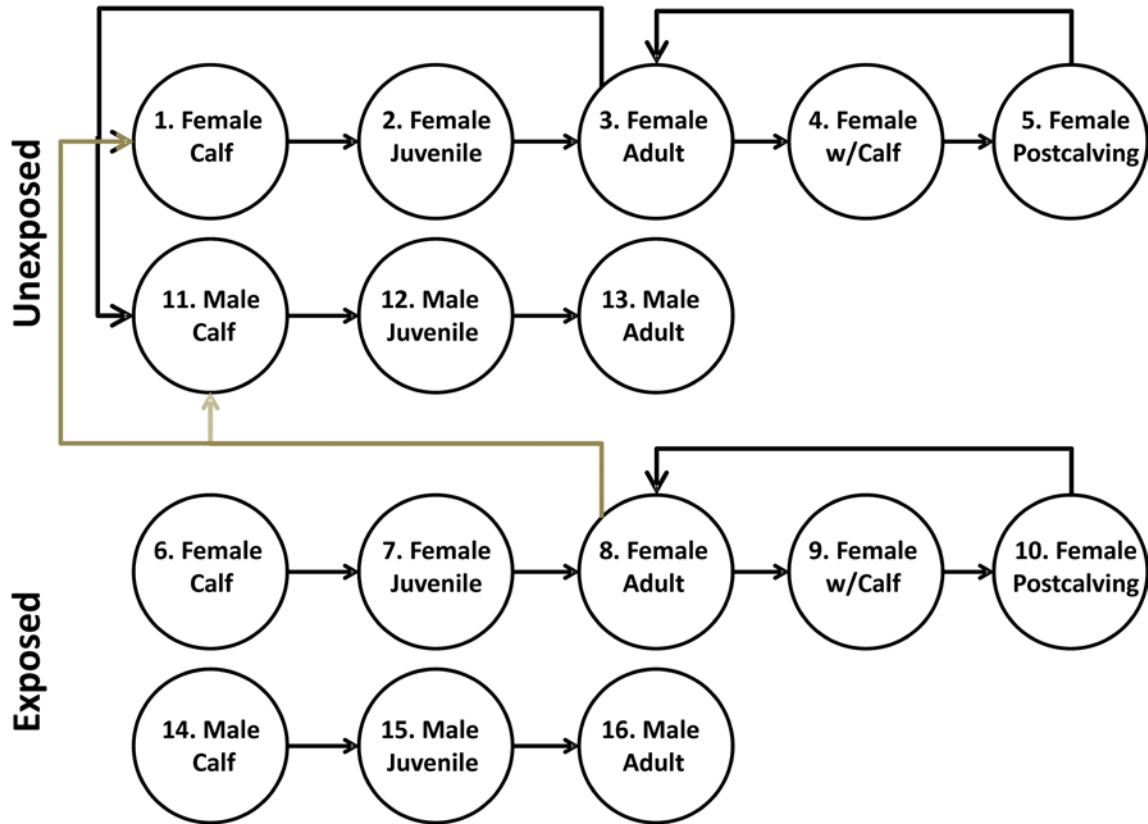 Unexposed
1. Female
Calf
2. Female
Juvenile
3. Female
Adult
4. Female
w/Calf
5. Female
Postcalving
11. Male
Calf
12. Male
Juvenile
13. Male
Adult
Exposed
6. Female
Calf
7. Female
Juvenile
8. Female
Adult
9. Female
w/Calf
10. Female
Postcalving
14. Male
Calf
15. Male
Juvenile
16. Male
Adult